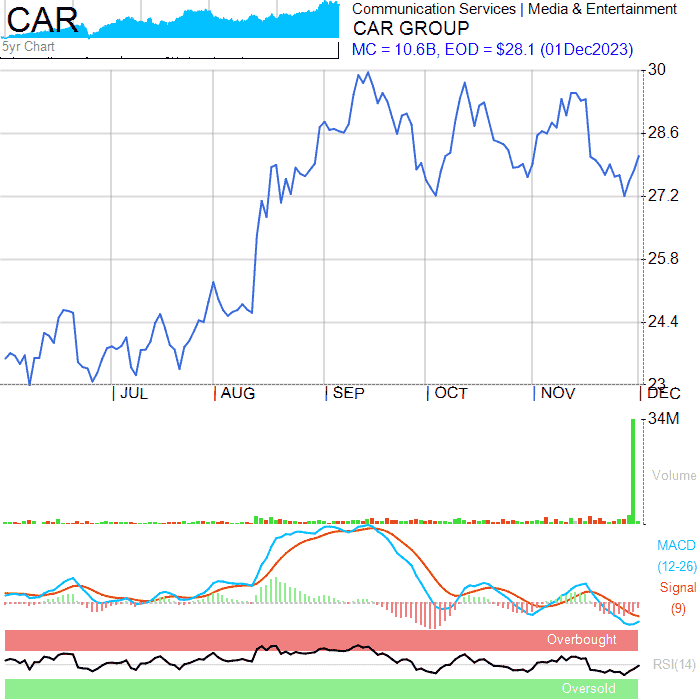 CAR
5yr Chart
Communication Services | Media & Entertainment
CAR GROUP
MC = 10.6B, EOD = $28.1 (01Dec2023)
30
28.6
27.2
25.8
24.4
23
JUL
AUG
SEP
OCT
NOV
DEC
34M
Volume
MACD
(12-26)
Signal
(9)
Overbought
RSI(14)
Oversold